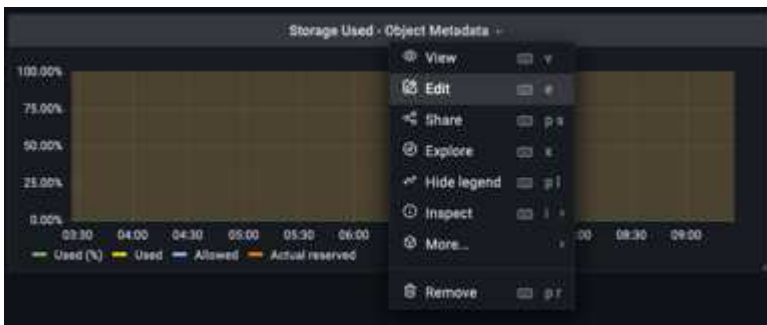 Storage Used - Object Metadata
View v
Edit e
Share p s
Explore x
Hide legend p l
Inspect i
More...
Remove p r
100.00%
75.00%
50.00%
25.00%
0.00%
03:30 04:00 04:30 05:00 05:30 06:00 08:30 09:00
Used (%) Used Allowed Actual reserved